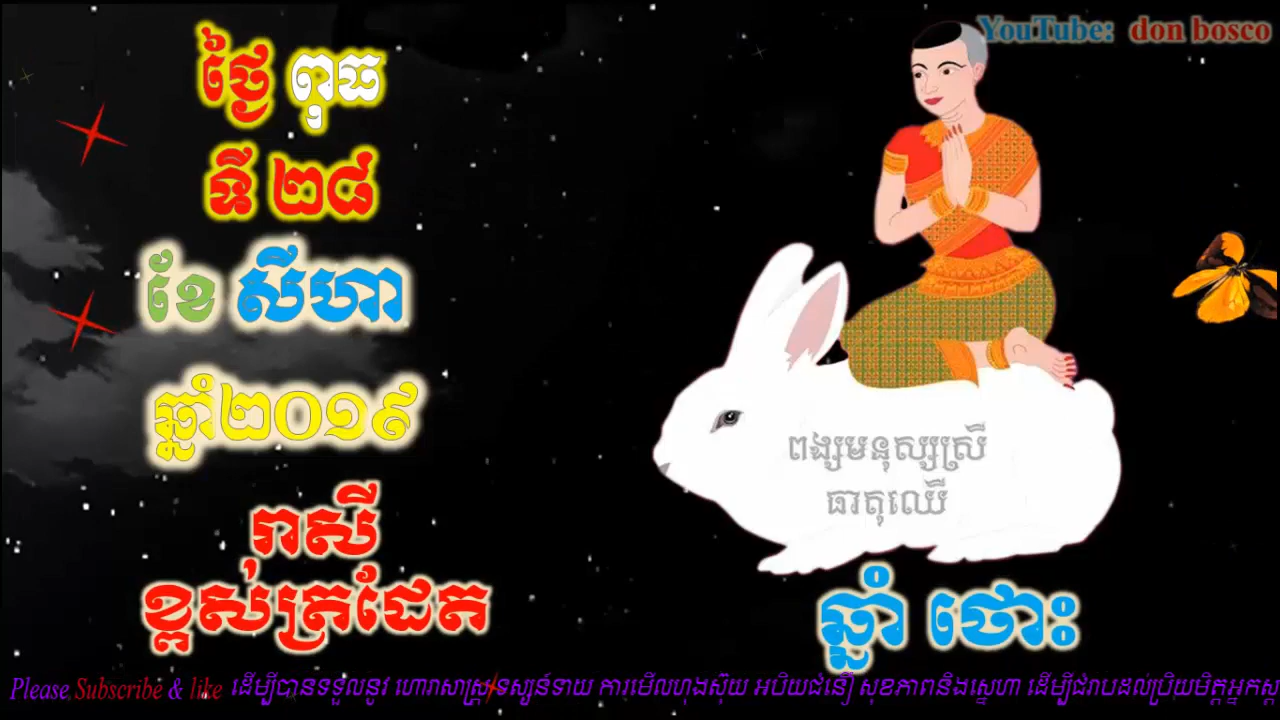 YouTube: don bosco
ថ្ងៃ ពុធ
ទី ២៨
ខែ សីហា
ឆ្នាំ២០១៩
រាសី
ខ្ពស់ត្រដែត
ពង្សមនុស្សស្រី
ធាតុឈើ
ឆ្នាំ ថោះ
Please Subscribe & like ដើម្បីបានទទួលនូវ ហោរាសាស្ត្រ ទស្សន៍ទាយ ការមើលហុងស៊ុយ អបិយជំនឿ សុខភាពនិងស្នេហា ដើម្បីជំរាបដល់ប្រិយមិត្តអ្នកស្ត